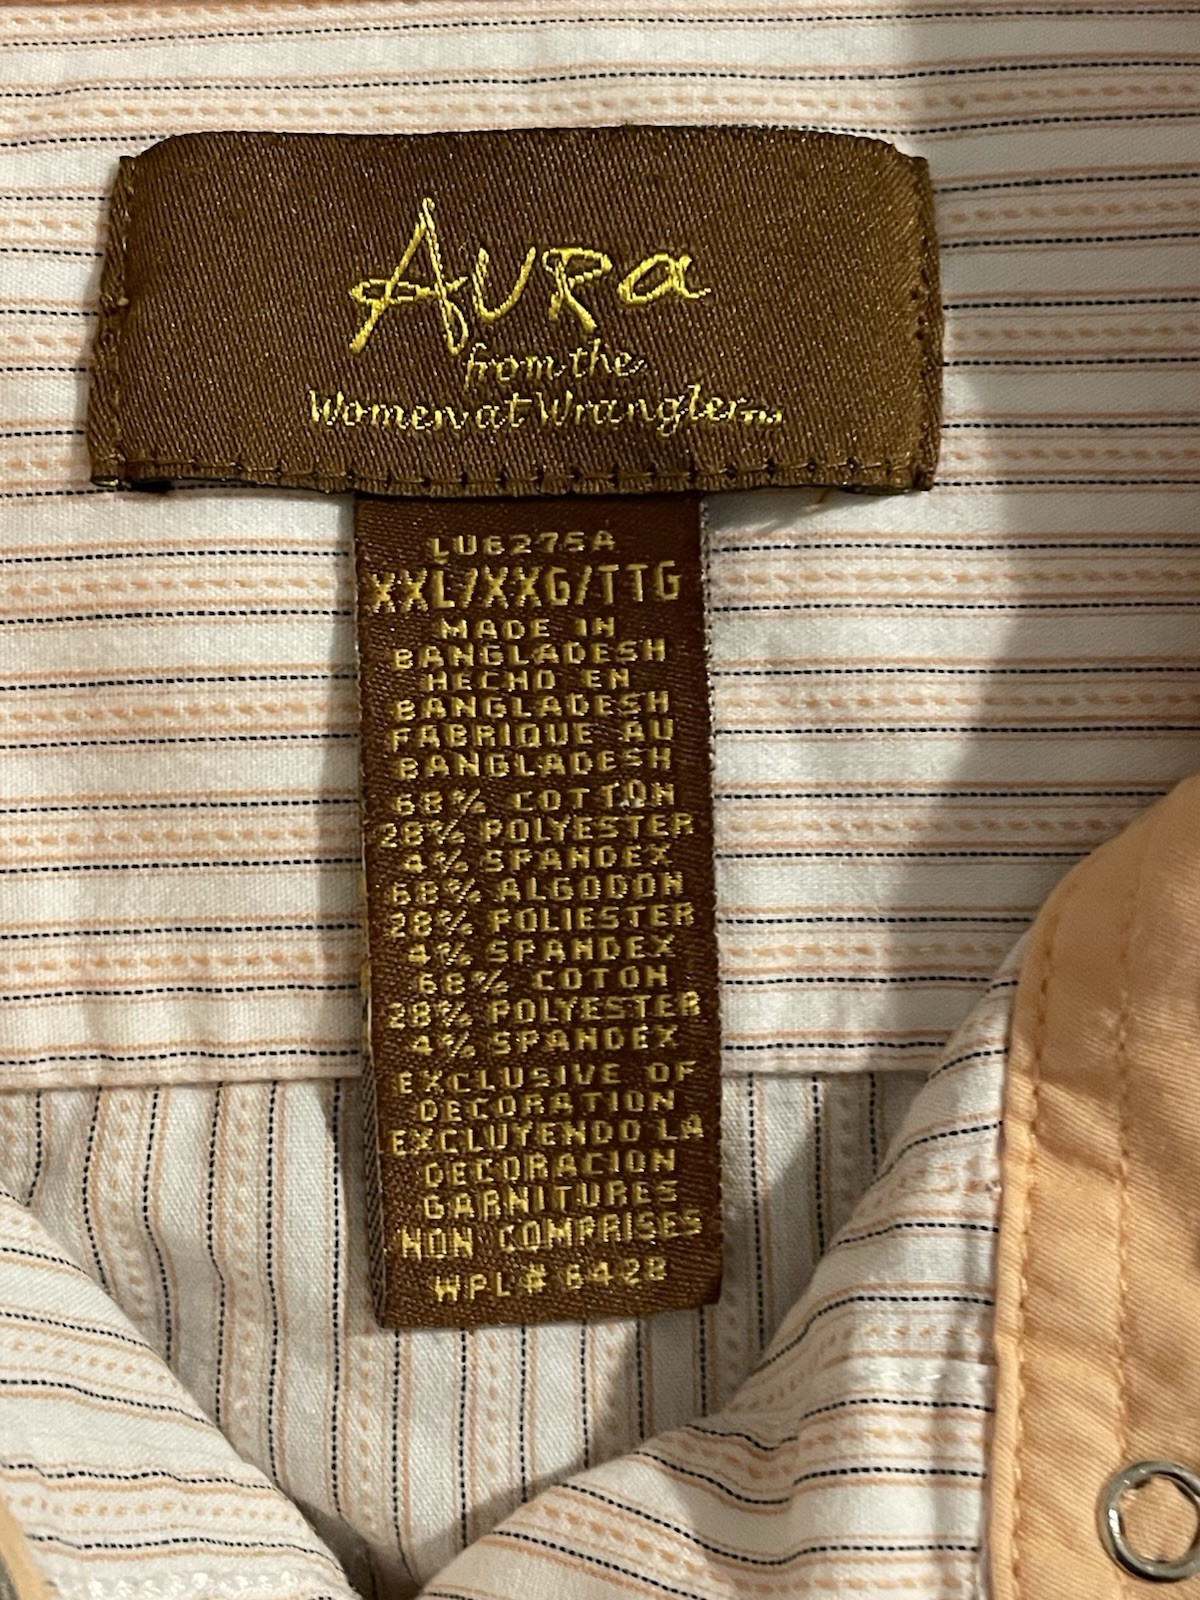 Aura
from the
Women at Wrangler™
LU6276A
XXL/XXG/TTG
MADE IN
BANGLADESH
HECHO EN
BANGLADESH
FABRIQUE AU
BANGLADESH
68% COTTON
28% POLYESTER
4% SPANDEX
68% ALGODON
28% POLIESTER
4% SPANDEX
68% COTON
28% POLYESTER
4% SPANDEX
EXCLUSIVE OF
DECORATION
EXCLUYENDO LA
DECORACION
GARNITURES
NON COMPRISES
WPL# 6428